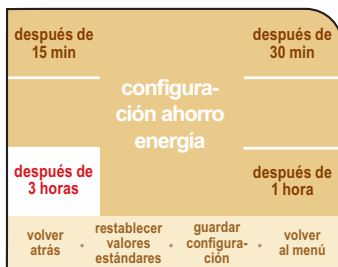 después de
15 min
después de
30 min
configura-
ción ahorro
energía
después de
3 horas
después de
1 hora
volver
atrás
restablecer
valores
estándares
guardar
configura-
ción
volver
al menú